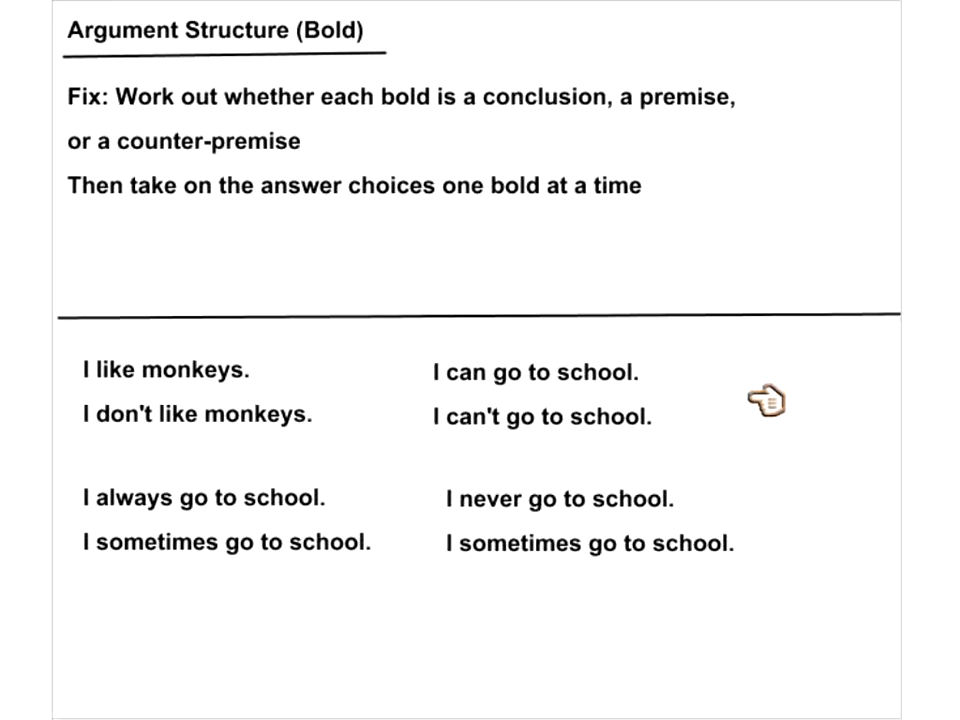 Argument Structure (Bold)
Fix: Work out whether each bold is a conclusion, a premise,
or a counter-premise
Then take on the answer choices one bold at a time
I like monkeys.
I don't like monkeys.
I can go to school.
I can't go to school.
I always go to school.
I sometimes go to school.
I never go to school.
I sometimes go to school.